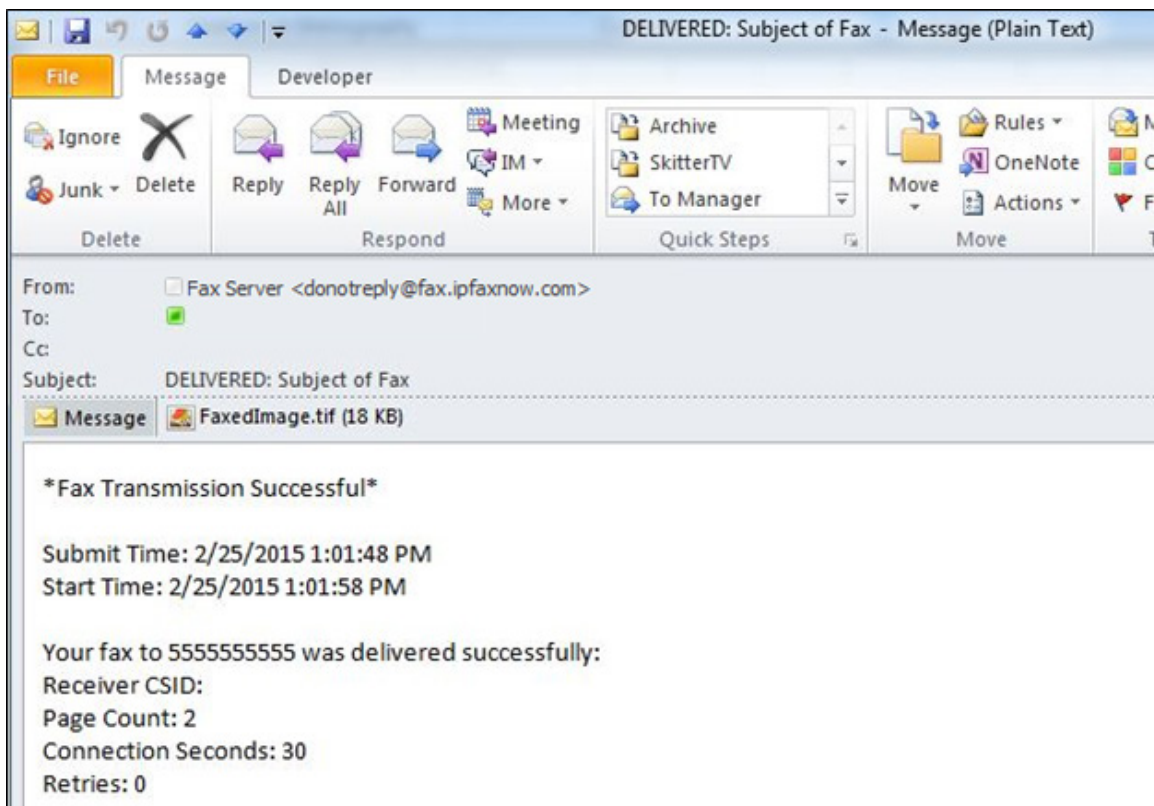 DELIVERED: Subject of Fax - Message (Plain Text)
File Message Developer
Ignore
Junk
Delete
Reply
Reply All
Forward
Meeting
IM
More
Archive
SkitterTV
To Manager
Move
Rules
OneNote
Actions
Delete Respond Quick Steps Move
From: Fax Server <donotreply@fax.ipfaxnow.com>
To:
Cc:
Subject: DELIVERED: Subject of Fax
Message FaxedImage.tif (18 KB)
*Fax Transmission Successful*
Submit Time: 2/25/2015 1:01:48 PM
Start Time: 2/25/2015 1:01:58 PM
Your fax to 5555555555 was delivered successfully:
Receiver CSID:
Page Count: 2
Connection Seconds: 30
Retries: 0